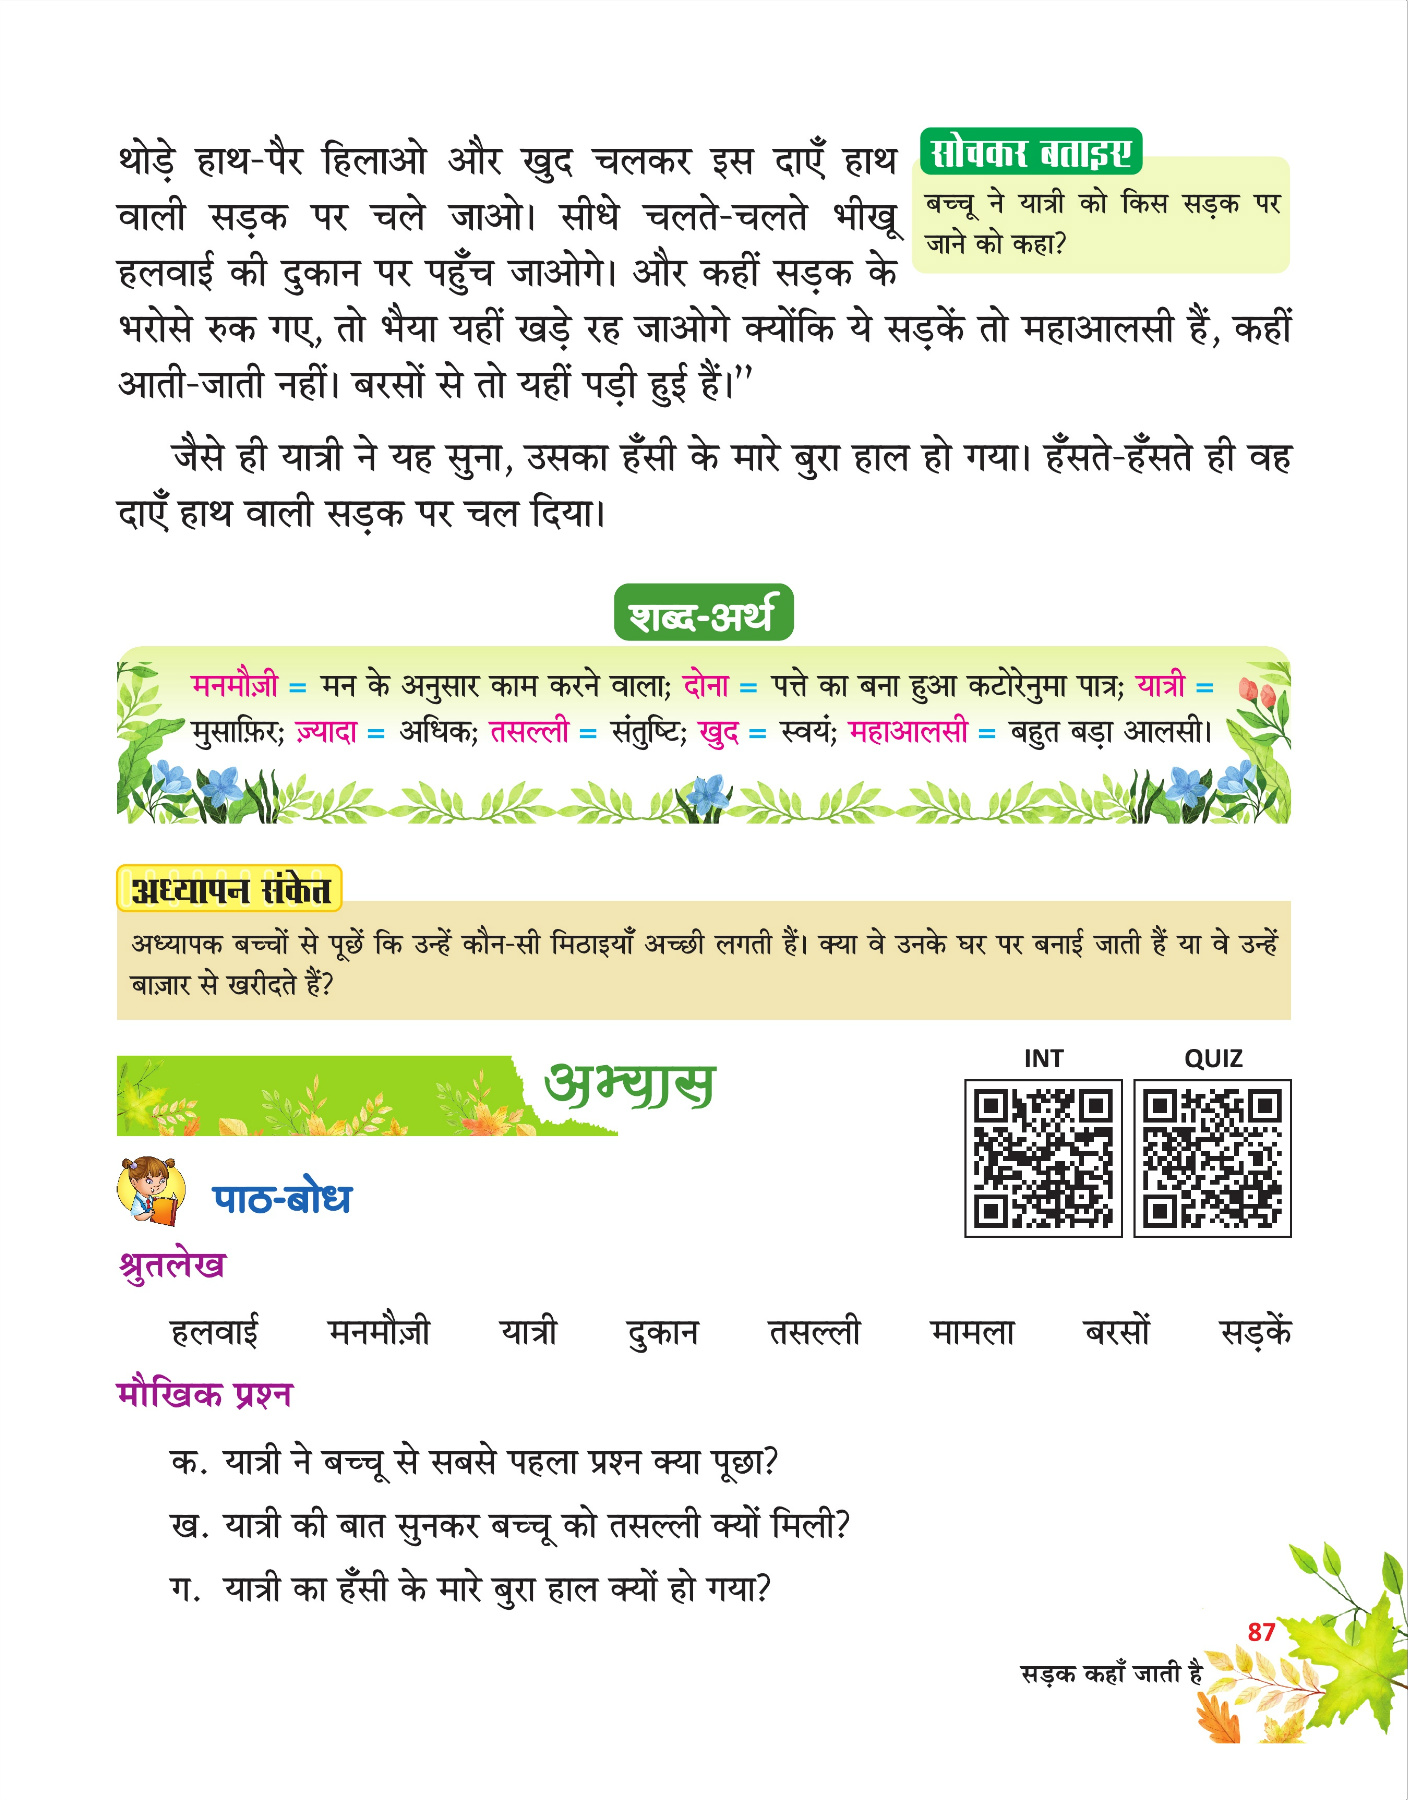 थोड़े हाथ-पैर हिलाओ और खुद चलकर इस दाएँ हाथ
वाली सड़क पर चले जाओ। सीधे चलते-चलते भीखू
हलवाई की दुकान पर पहुँच जाओगे। और कहीं सड़क के
भरोसे रुक गए, तो भैया यहीं खड़े रह जाओगे क्योंकि ये सड़कें तो महाआलसी हैं, कहीं
आती-जाती नहीं। बरसों से तो यहीं पड़ी हुई हैं।”
सोचकर बताइए
बच्चू ने यात्री को किस सड़क पर
जाने को कहा?
जैसे ही यात्री ने यह सुना, उसका हँसी के मारे बुरा हाल हो गया। हँसते-हँसते ही वह
दाएँ हाथ वाली सड़क पर चल दिया।
शब्द-अर्थ
मनमौज़ी = मन के अनुसार काम करने वाला; दोना = पत्ते का बना हुआ कटोरेनुमा पात्र; यात्री =
मुसाफ़िर; ज़्यादा = अधिक; तसल्ली = संतुष्टि; खुद = स्वयं; महाआलसी = बहुत बड़ा आलसी।
अध्यापन संकेत
अध्यापक बच्चों से पूछें कि उन्हें कौन-सी मिठाइयाँ अच्छी लगती हैं। क्या वे उनके घर पर बनाई जाती हैं या वे उन्हें
बाज़ार से खरीदते हैं?
अभ्यास
INT
QUIZ
पाठ-बोध
श्रुतलेख
हलवाई मनमौज़ी यात्री दुकान तसल्ली मामला बरसों सड़कें
मौखिक प्रश्न
क. यात्री ने बच्चू से सबसे पहला प्रश्न क्या पूछा?
ख. यात्री की बात सुनकर बच्चू को तसल्ली क्यों मिली?
ग. यात्री का हँसी के मारे बुरा हाल क्यों हो गया?
87
सड़क कहाँ जाती है